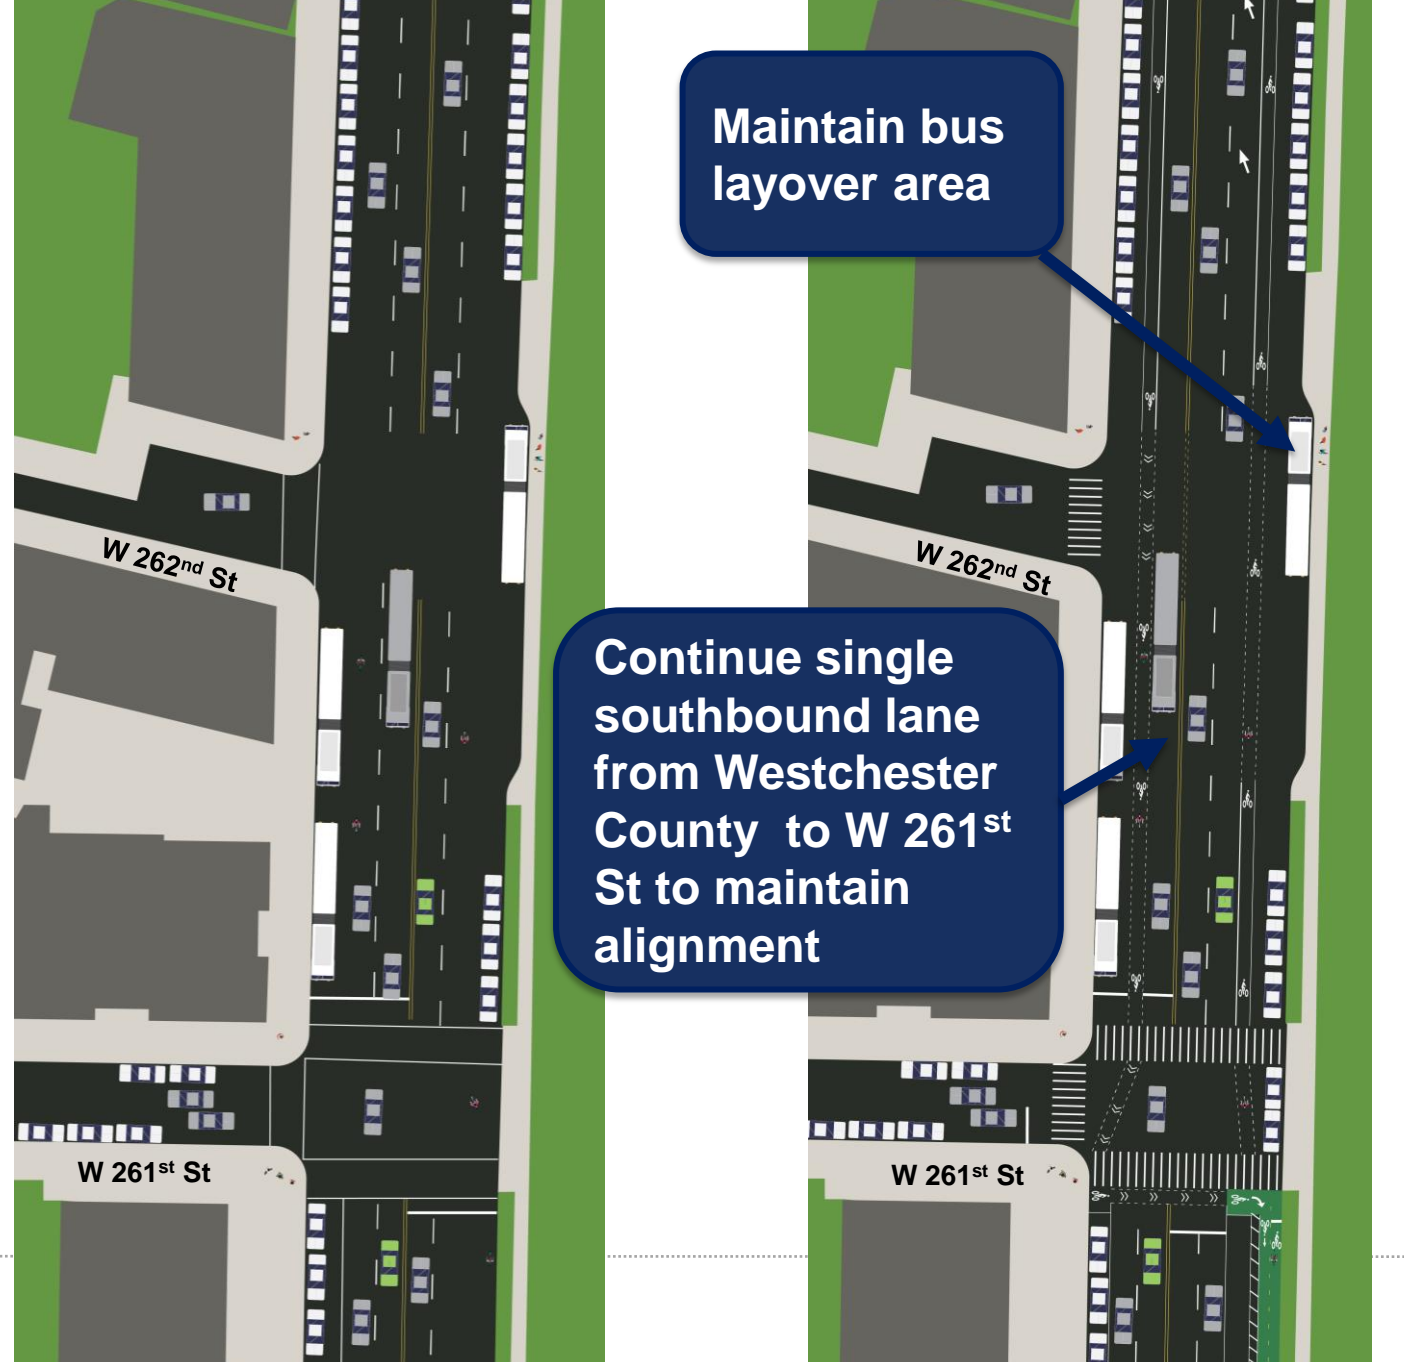 Maintain bus
layover area
W 262nd St
W 262nd St
Continue single
southbound lane
from Westchester
County  to W 261st
St to maintain
alignment
W 261st St
W 261st St